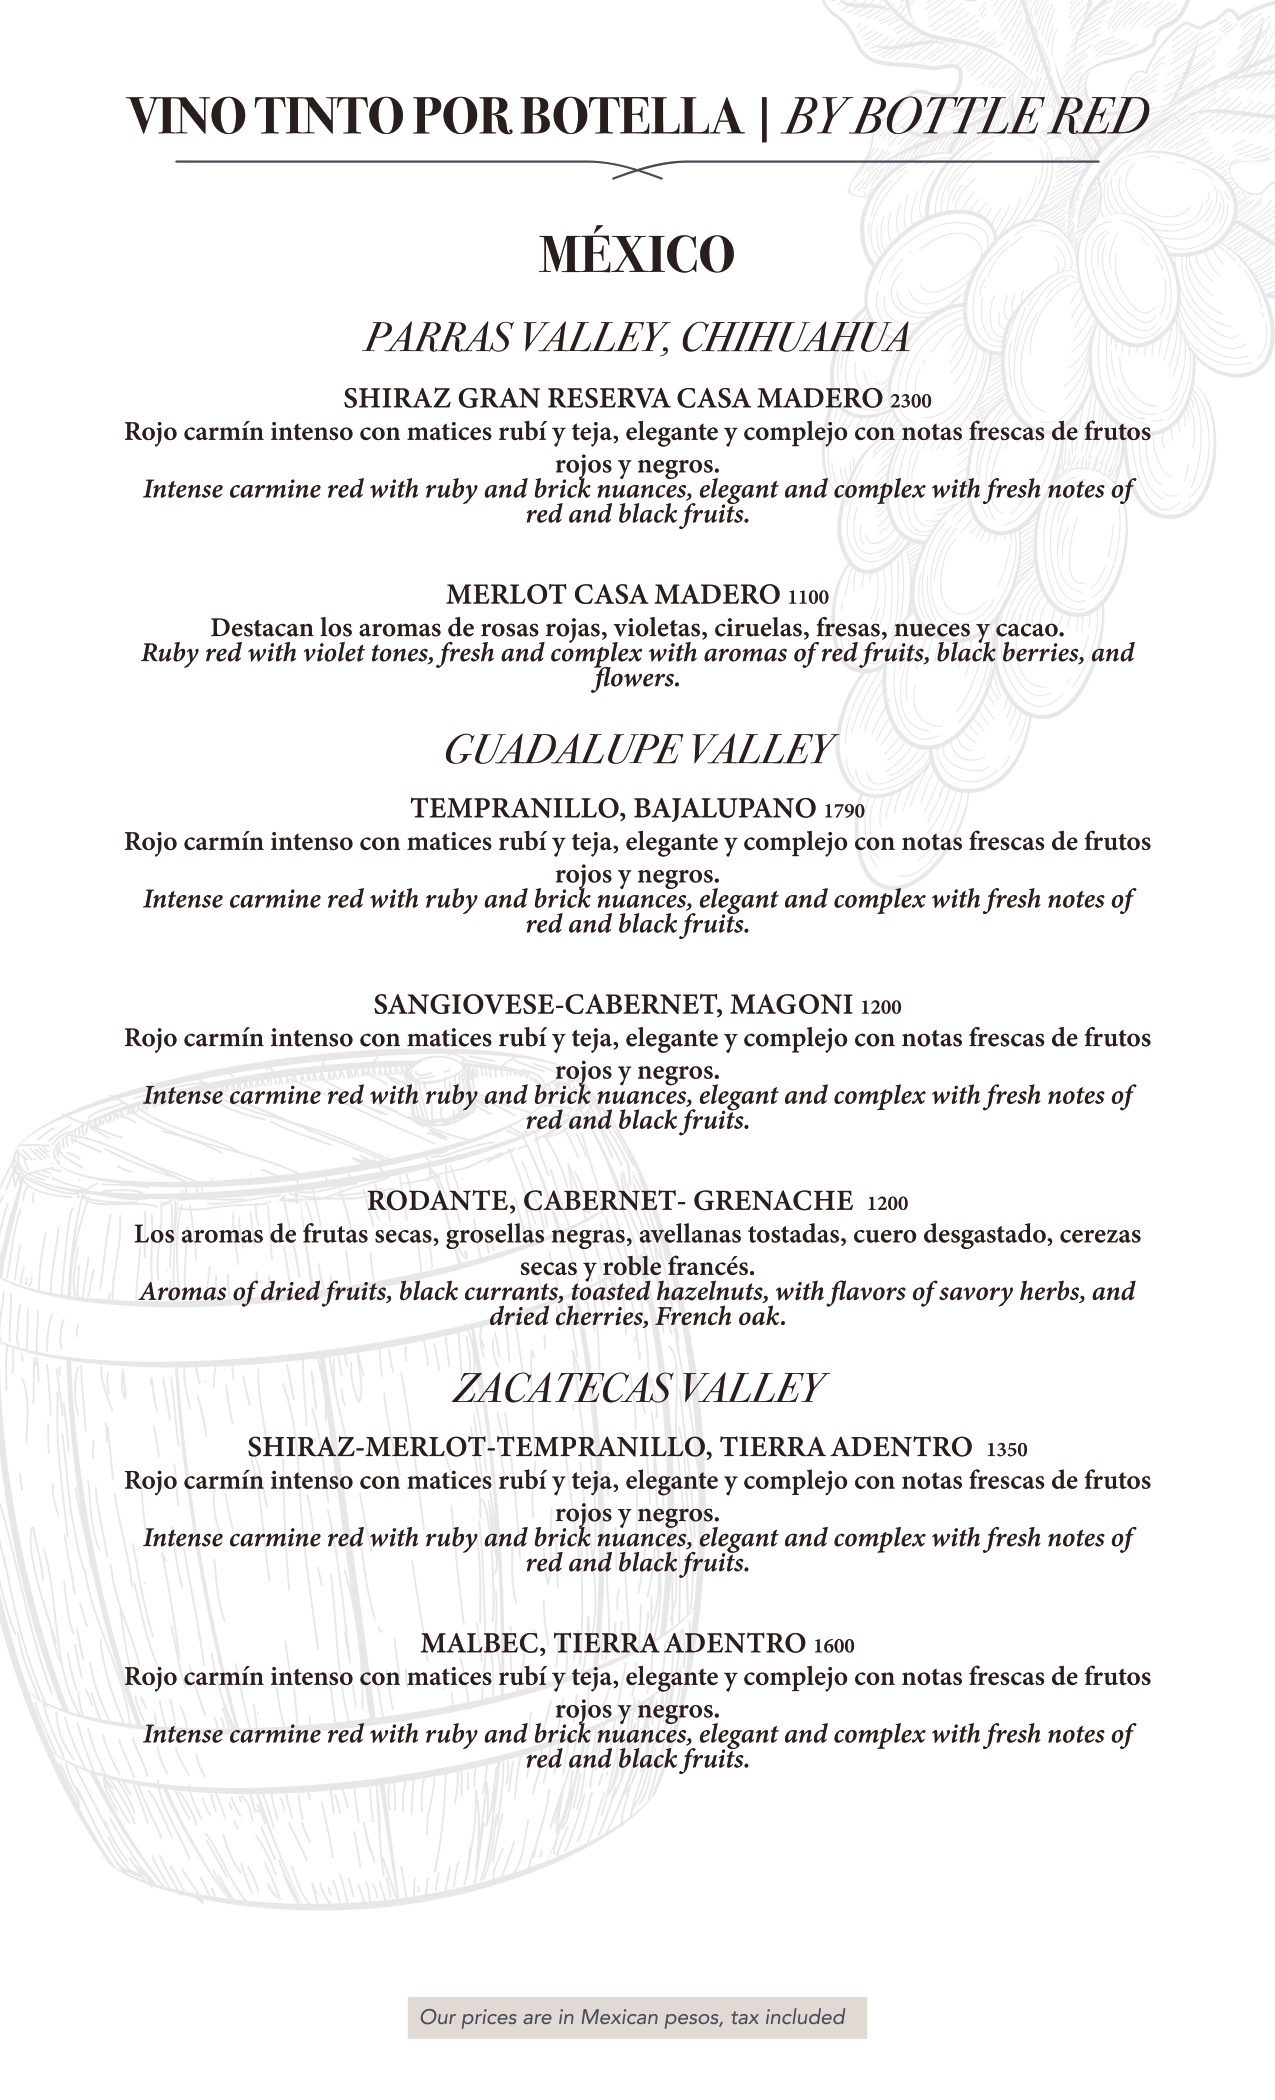 VINO TINTO POR BOTELLA | BY BOTTLE RED
MÉXICO
PARRAS VALLEY, CHIHUAHUA
SHIRAZ GRAN RESERVA CASA MADERO 2300
Rojo carmín intenso con matices rubí y teja, elegante y complejo con notas frescas de frutos
rojos y negros.
Intense carmine red with ruby and brick nuances, elegant and complex with fresh notes of
red and black fruits.
MERLOT CASA MADERO 1100
Destacan los aromas de rosas rojas, violetas, ciruelas, fresas, nueces y cacao.
Ruby red with violet tones, fresh and complex with aromas of red fruits, black berries, and
flowers.
GUADALUPE VALLEY
TEMPRANILLO, BAJALUPANO 1790
Rojo carmín intenso con matices rubí y teja, elegante y complejo con notas frescas de frutos
rojos y negros.
Intense carmine red with ruby and brick nuances, elegant and complex with fresh notes of
red and black fruits.
SANGIOVESE-CABERNET, MAGONI 1200
Rojo carmín intenso con matices rubí y teja, elegante y complejo con notas frescas de frutos
rojos y negros.
Intense carmine red with ruby and brick nuances, elegant and complex with fresh notes of
red and black fruits.
RODANTE, CABERNET- GRENACHE 1200
Los aromas de frutas secas, grosellas negras, avellanas tostadas, cuero desgastado, cerezas
secas y roble francés.
Aromas of dried fruits, black currants, toasted hazelnuts, with flavors of savory herbs, and
dried cherries, French oak.
ZACATECAS VALLEY
SHIRAZ-MERLOT-TEMPRANILLO, TIERRA ADENTRO 1350
Rojo carmín intenso con matices rubí y teja, elegante y complejo con notas frescas de frutos
rojos y negros.
Intense carmine red with ruby and brick nuances, elegant and complex with fresh notes of
red and black fruits.
MALBEC, TIERRA ADENTRO 1600
Rojo carmín intenso con matices rubí y teja, elegante y complejo con notas frescas de frutos
rojos y negros.
Intense carmine red with ruby and brick nuances, elegant and complex with fresh notes of
red and black fruits.
Our prices are in Mexican pesos, tax included